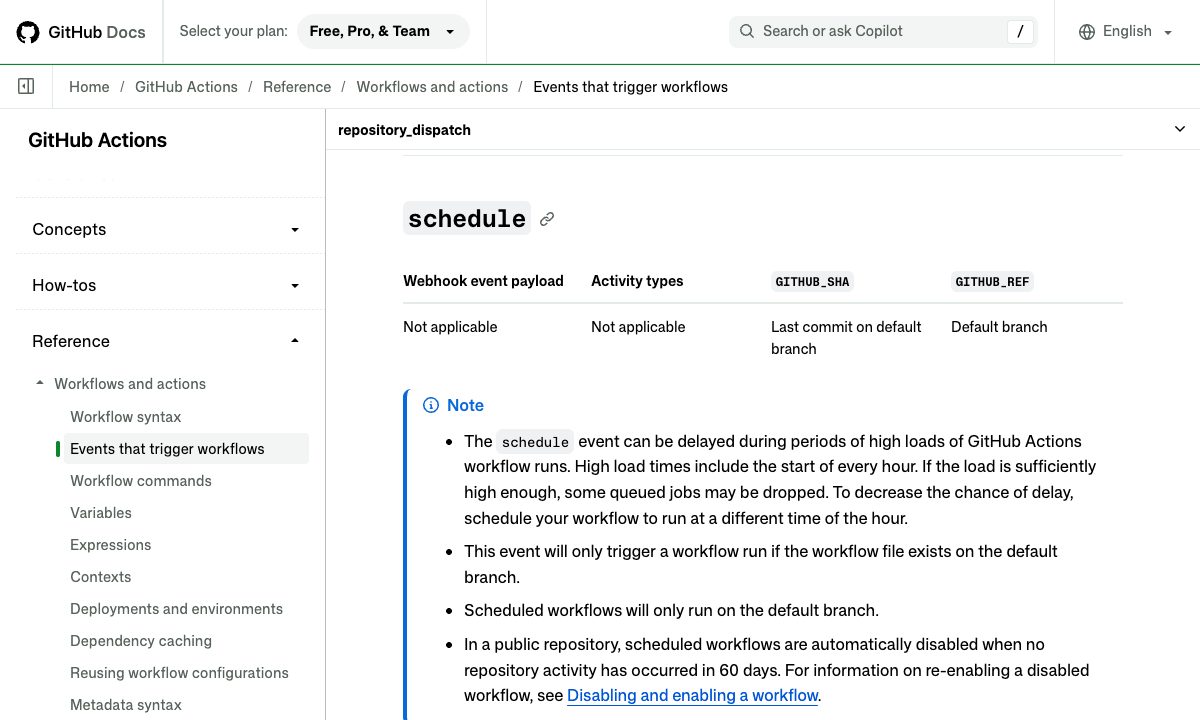 GitHub Docs
Select your plan: Free, Pro, & Team
Search or ask Copilot /
English
Home / GitHub Actions / Reference / Workflows and actions / Events that trigger workflows
GitHub Actions
Concepts
How-tos
Reference
Workflows and actions
Workflow syntax
Events that trigger workflows
Workflow commands
Variables
Expressions
Contexts
Deployments and environments
Dependency caching
Reusing workflow configurations
Metadata syntax
repository_dispatch
schedule
Webhook event payload Activity types GITHUB_SHA GITHUB_REF
Not applicable Not applicable Last commit on default branch Default branch
Note
The schedule event can be delayed during periods of high loads of GitHub Actions
workflow runs. High load times include the start of every hour. If the load is sufficiently
high enough, some queued jobs may be dropped. To decrease the chance of delay,
schedule your workflow to run at a different time of the hour.
This event will only trigger a workflow run if the workflow file exists on the default
branch.
Scheduled workflows will only run on the default branch.
In a public repository, scheduled workflows are automatically disabled when no
repository activity has occurred in 60 days. For information on re-enabling a disabled
workflow, see Disabling and enabling a workflow.